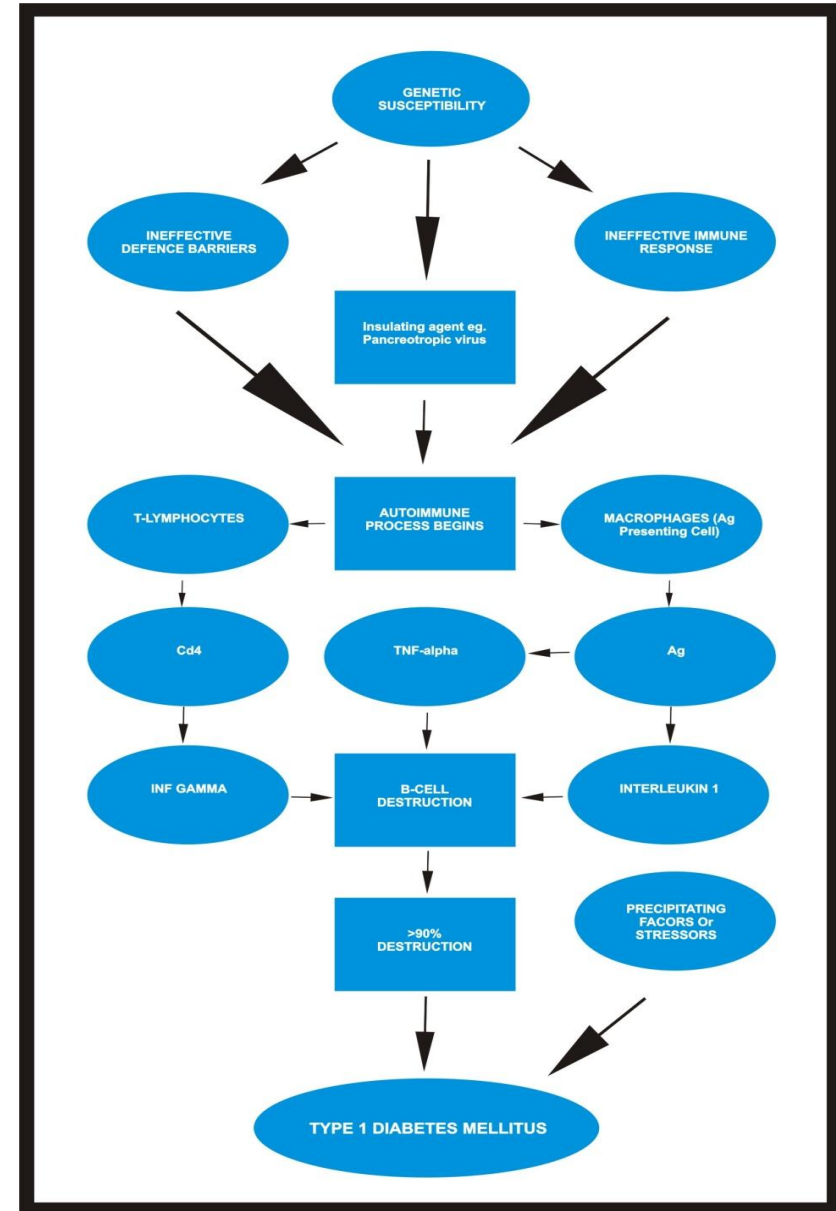 GENETIC
SUSCEPTIBILITY
INEFFECTIVE
DEFENCE BARRIERS
INEFFECTIVE IMMUNE
RESPONSE
Insulating agent eg.
Pancreotropic virus
T-LYMPHOCYTES
AUTOIMMUNE
PROCESS BEGINS
MACROPHAGES (Ag
Presenting Cell)
Cd4
TNF-alpha
Ag
INF GAMMA
B-CELL
DESTRUCTION
INTERLEUKIN 1
>90%
DESTRUCTION
PRECIPITATING
FACORS Or
STRESSORS
TYPE 1 DIABETES MELLITUS